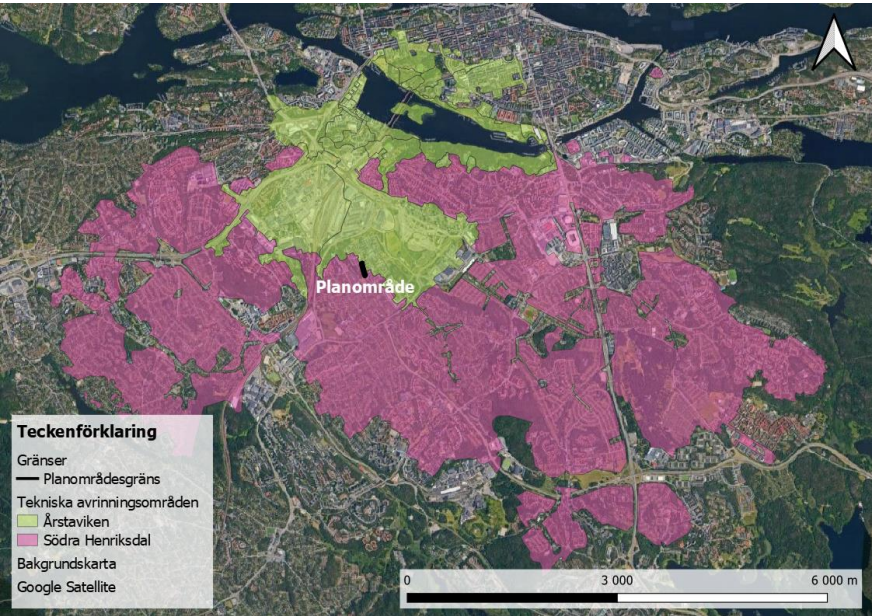 Planområde
Teckenförklaring
Gränser
Planområdesgräns
Tekniska avrinningsområden
Årstaviken
Södra Henriksdal
Bakgrundskarta
Google Satellite
0 3 000 6 000 m